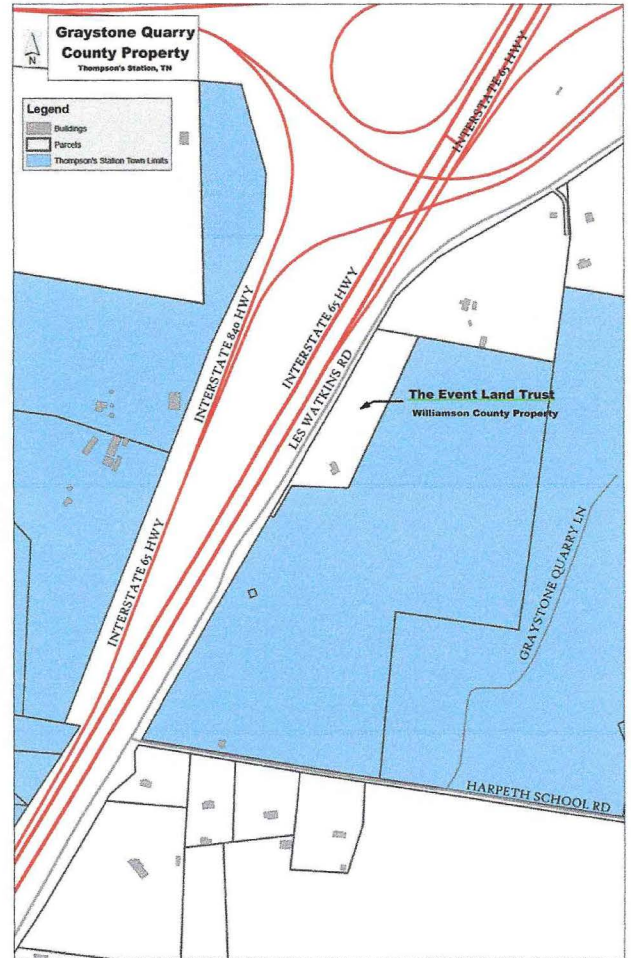 Graystone Quarry
County Property
Thompson's Station, TN
N
Legend
Buildings
Parcels
Thompson's Station Town Limits
INTERSTATE 65 HWY
INTERSTATE 840 HWY
INTERSTATE 65 HWY
LES WATKINS RD
The Event Land Trust
Williamson County Property
INTERSTATE 65 HWY
GRAYSTONE QUARRY LN
HARPETH SCHOOL RD